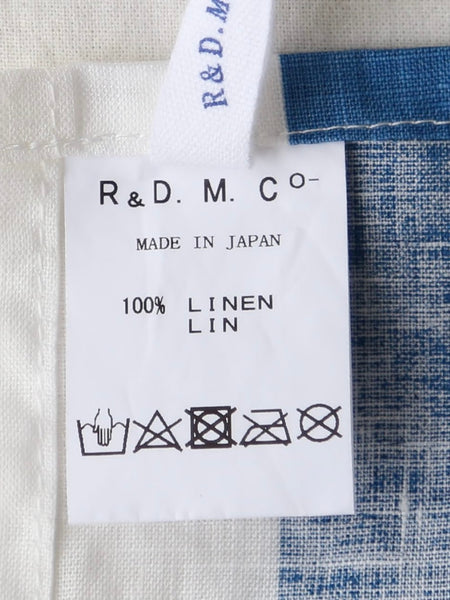 R&D.M
R&D. M. Co-
MADE IN JAPAN
100% LINEN
LIN